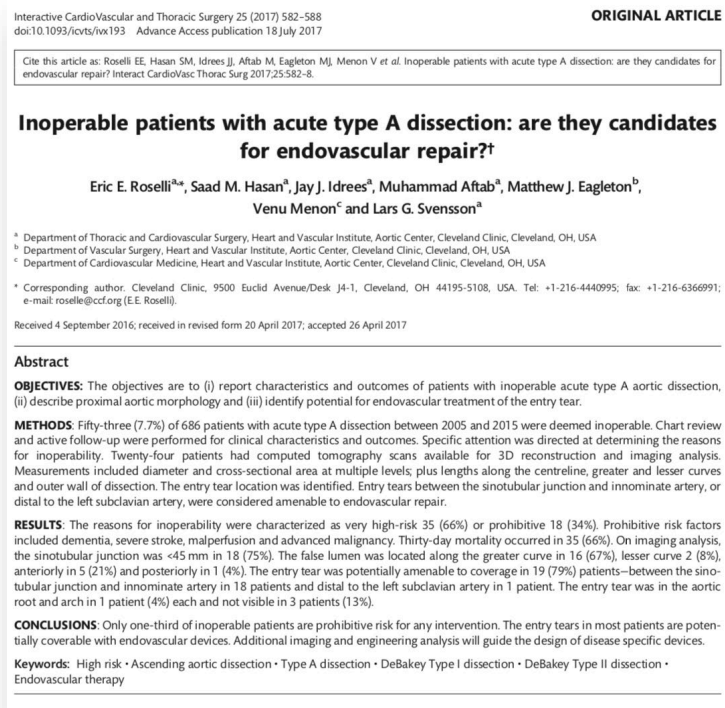 Interactive CardioVascular and Thoracic Surgery 25 (2017) 582–588
doi:10.1093/icvts/ivx193 Advance Access publication 18 July 2017
ORIGINAL ARTICLE
Cite this article as: Roselli EE, Hasan SM, Idrees JJ, Aftab M, Eagleton MJ, Menon V et al. Inoperable patients with acute type A dissection: are they candidates for
endovascular repair? Interact CardioVasc Thorac Surg 2017;25:582–8.
Inoperable patients with acute type A dissection: are they candidates
for endovascular repair?†
Eric E. Roselli a,*, Saad M. Hasan a, Jay J. Idrees a, Muhammad Aftab a, Matthew J. Eagleton b,
Venu Menon c and Lars G. Svensson a
a Department of Thoracic and Cardiovascular Surgery, Heart and Vascular Institute, Aortic Center, Cleveland Clinic, Cleveland, OH, USA
b Department of Vascular Surgery, Heart and Vascular Institute, Aortic Center, Cleveland Clinic, Cleveland, OH, USA
c Department of Cardiovascular Medicine, Heart and Vascular Institute, Aortic Center, Cleveland Clinic, Cleveland, OH, USA
* Corresponding author. Cleveland Clinic, 9500 Euclid Avenue/Desk J4-1, Cleveland, OH 44195-5108, USA. Tel: +1-216-4440995; fax: +1-216-6366991;
e-mail: roselle@ccf.org (E.E. Roselli).
Received 4 September 2016; received in revised form 20 April 2017; accepted 26 April 2017
Abstract
OBJECTIVES: The objectives are to (i) report characteristics and outcomes of patients with inoperable acute type A aortic dissection,
(ii) describe proximal aortic morphology and (iii) identify potential for endovascular treatment of the entry tear.
METHODS: Fifty-three (7.7%) of 686 patients with acute type A dissection between 2005 and 2015 were deemed inoperable. Chart review
and active follow-up were performed for clinical characteristics and outcomes. Specific attention was directed at determining the reasons
for inoperability. Twenty-four patients had computed tomography scans available for 3D reconstruction and imaging analysis.
Measurements included diameter and cross-sectional area at multiple levels; plus lengths along the centreline, greater and lesser curves
and outer wall of dissection. The entry tear location was identified. Entry tears between the sinotubular junction and innominate artery, or
distal to the left subclavian artery, were considered amenable to endovascular repair.
RESULTS: The reasons for inoperability were characterized as very high-risk 35 (66%) or prohibitive 18 (34%). Prohibitive risk factors
included dementia, severe stroke, malperfusion and advanced malignancy. Thirty-day mortality occurred in 35 (66%). On imaging analysis,
the sinotubular junction was <45 mm in 18 (75%). The false lumen was located along the greater curve in 16 (67%), lesser curve 2 (8%),
anteriorly in 5 (21%) and posteriorly in 1 (4%). The entry tear was potentially amenable to coverage in 19 (79%) patients—between the sino-
tubular junction and innominate artery in 18 patients and distal to the left subclavian artery in 1 patient. The entry tear was in the aortic
root and arch in 1 patient (4%) each and not visible in 3 patients (13%).
CONCLUSIONS: Only one-third of inoperable patients are prohibitive risk for any intervention. The entry tears in most patients are poten-
tially coverable with endovascular devices. Additional imaging and engineering analysis will guide the design of disease specific devices.
Keywords: High risk • Ascending aortic dissection • Type A dissection • DeBakey Type I dissection • DeBakey Type II dissection •
Endovascular therapy